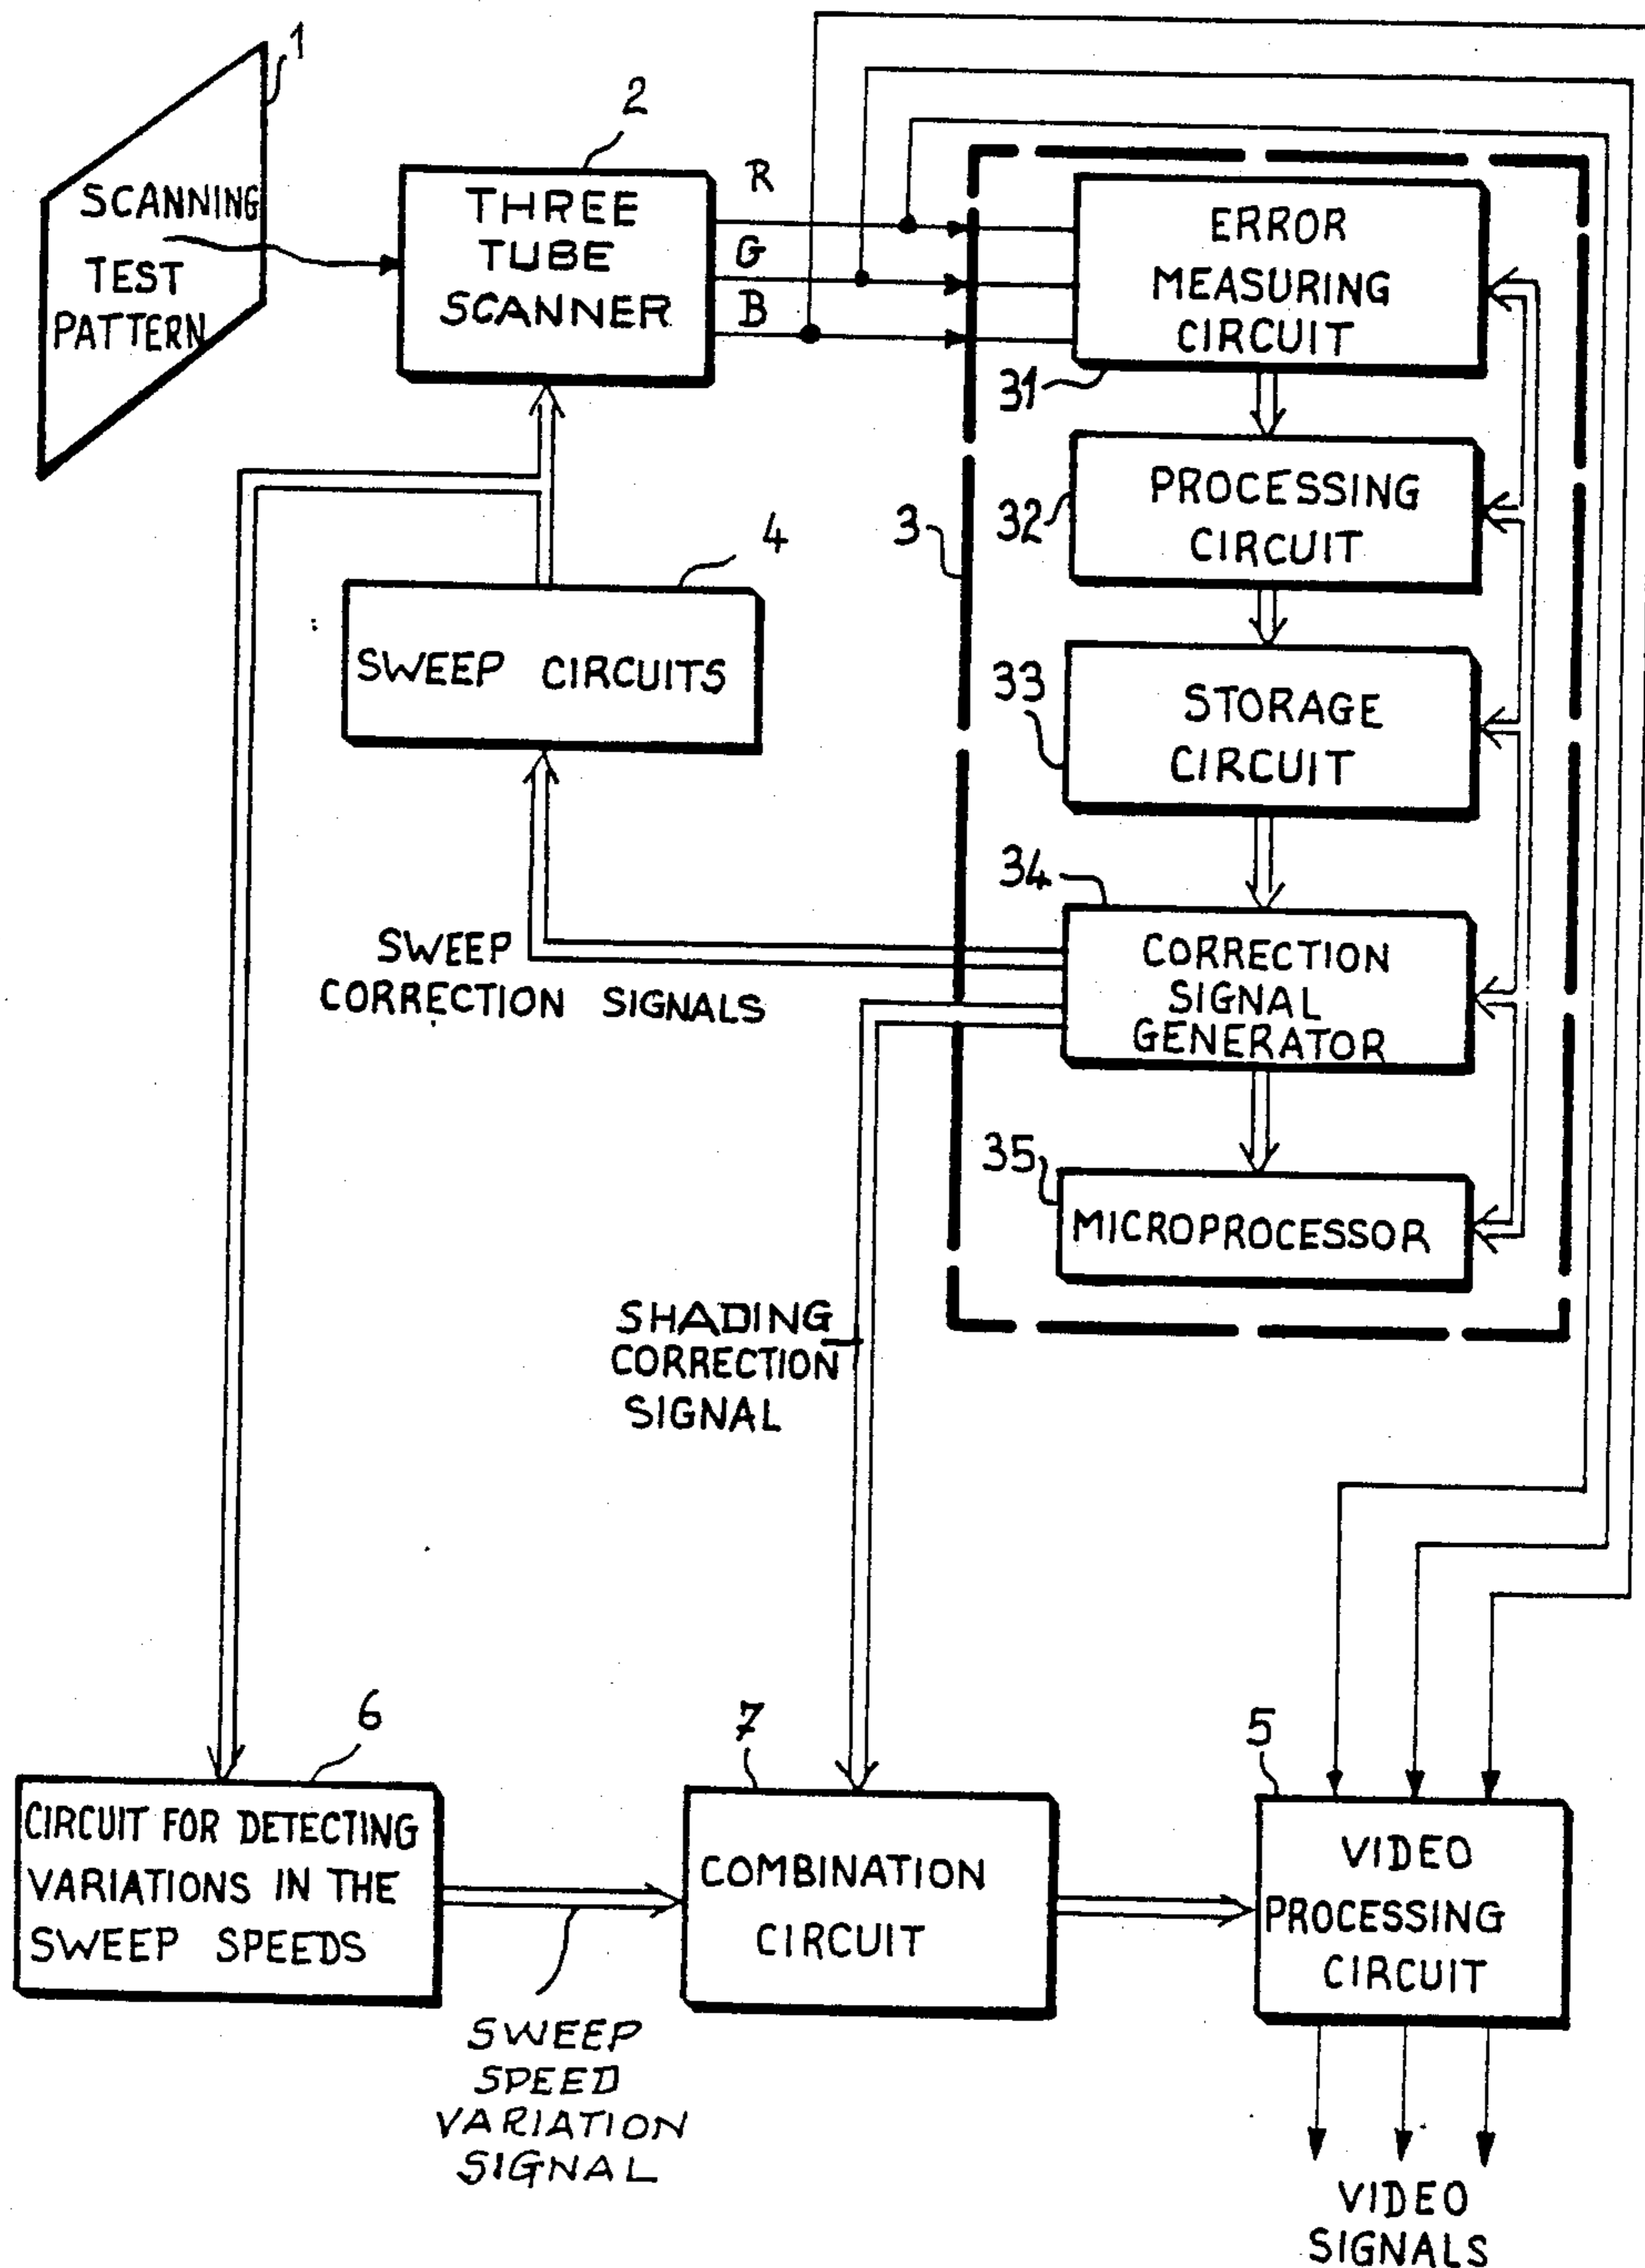 1
SCANNING
TEST
PATTERN
2
THREE
TUBE
SCANNER
R
G
B
ERROR
MEASURING
CIRCUIT
31
PROCESSING
CIRCUIT
32
3
4
SWEEP CIRCUITS
33
STORAGE
CIRCUIT
34
CORRECTION
SIGNAL
GENERATOR
SWEEP
CORRECTION SIGNALS
35
MICROPROCESSOR
SHADING
CORRECTION
SIGNAL
6
CIRCUIT FOR DETECTING
VARIATIONS IN THE
SWEEP SPEEDS
7
COMBINATION
CIRCUIT
5
VIDEO
PROCESSING
CIRCUIT
SWEEP
SPEED
VARIATION
SIGNAL
VIDEO
SIGNALS